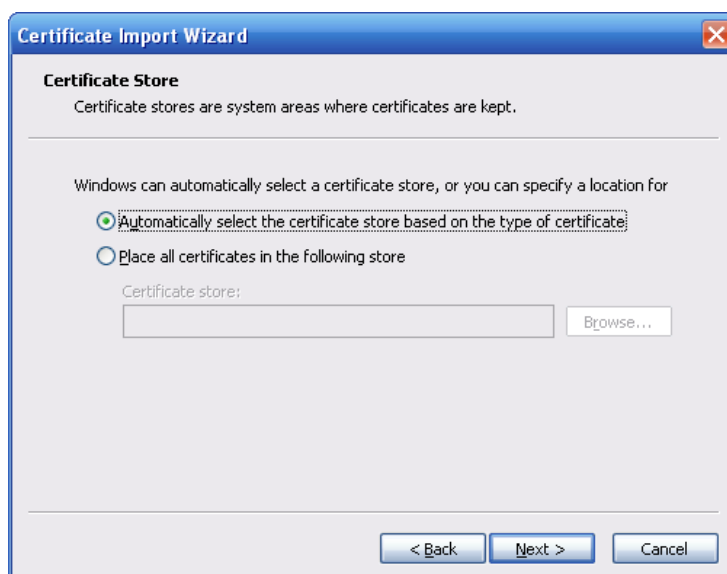 Certificate Import Wizard
Certificate Store
Certificate stores are system areas where certificates are kept.
Windows can automatically select a certificate store, or you can specify a location for
Automatically select the certificate store based on the type of certificate
Place all certificates in the following store
Certificate store:
Browse...
< Back Next > Cancel